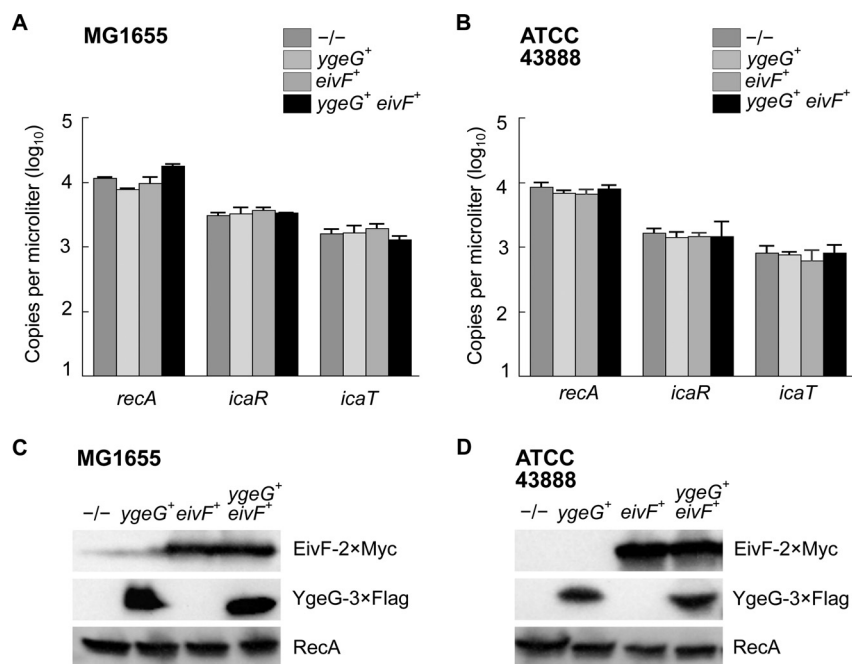 A
MG1655
−/−
ygeG⁺
eivF⁺
ygeG⁺ eivF⁺
Copies per microliter (log₁₀)
5
4
3
2
1
recA
icaR
icaT
B
ATCC
43888
−/−
ygeG⁺
eivF⁺
ygeG⁺ eivF⁺
Copies per microliter (log₁₀)
5
4
3
2
1
recA
icaR
icaT
C
MG1655
−/− ygeG⁺ eivF⁺ ygeG⁺
eivF⁺
EivF-2×Myc
YgeG-3×Flag
RecA
D
ATCC
43888
−/− ygeG⁺ eivF⁺ ygeG⁺
eivF⁺
EivF-2×Myc
YgeG-3×Flag
RecA